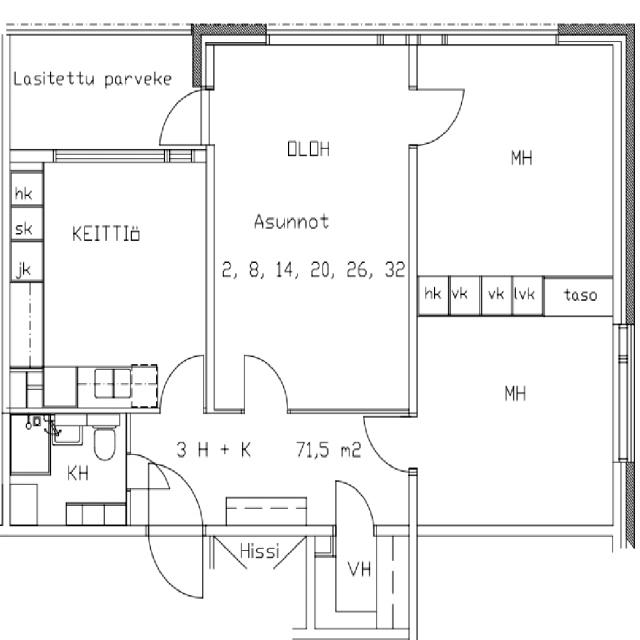 Lasitettu parveke
□L□H
MH
hk
sk
KEITTIö
Asunnot
jk
2, 8, 14, 20, 26, 32
hk vk vk lvk taso
MH
3 H + K 71,5 m2
KH
Hissi
VH